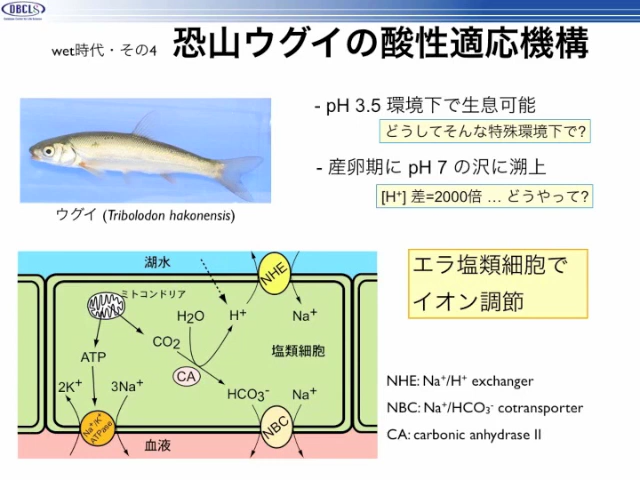 DBCLS
wet時代・その4 恐山ウグイの酸性適応機構
- pH 3.5 環境下で生息可能
どうしてそんな特殊環境下で?
- 産卵期に pH 7 の沢に溯上
[H+] 差=2000倍 … どうやって?
ウグイ (Tribolodon hakonensis)
エラ塩類細胞で
イオン調節
湖水
NHE
ミトコンドリア
H2O
H+
Na+
CO2
塩類細胞
ATP
CA
2K+
3Na+
HCO3-
Na+
Na+/K+
ATPase
NBC
血液
NHE: Na+/H+ exchanger
NBC: Na+/HCO3- cotransporter
CA: carbonic anhydrase II